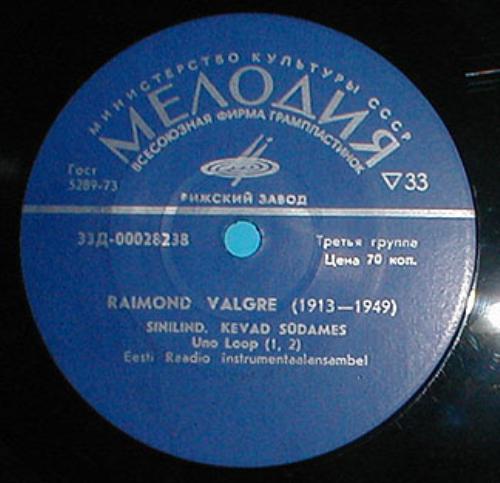 МИНИСТЕРСТВО КУЛЬТУРЫ СССР
МЕЛОДИЯ
ВСЕСОЮЗНАЯ ФИРМА ГРАМПЛАСТИНОК
Гост
5289-73
▽33
РИЖСКИЙ ЗАВОД
33Д-00028238
Третья группа
Цена 70 коп.
RAIMOND VALGRE (1913—1949)
SINILIND. KEVAD SÜDAMES
Uno Loop (1, 2)
Eesti Raadio instrumentaalansambel